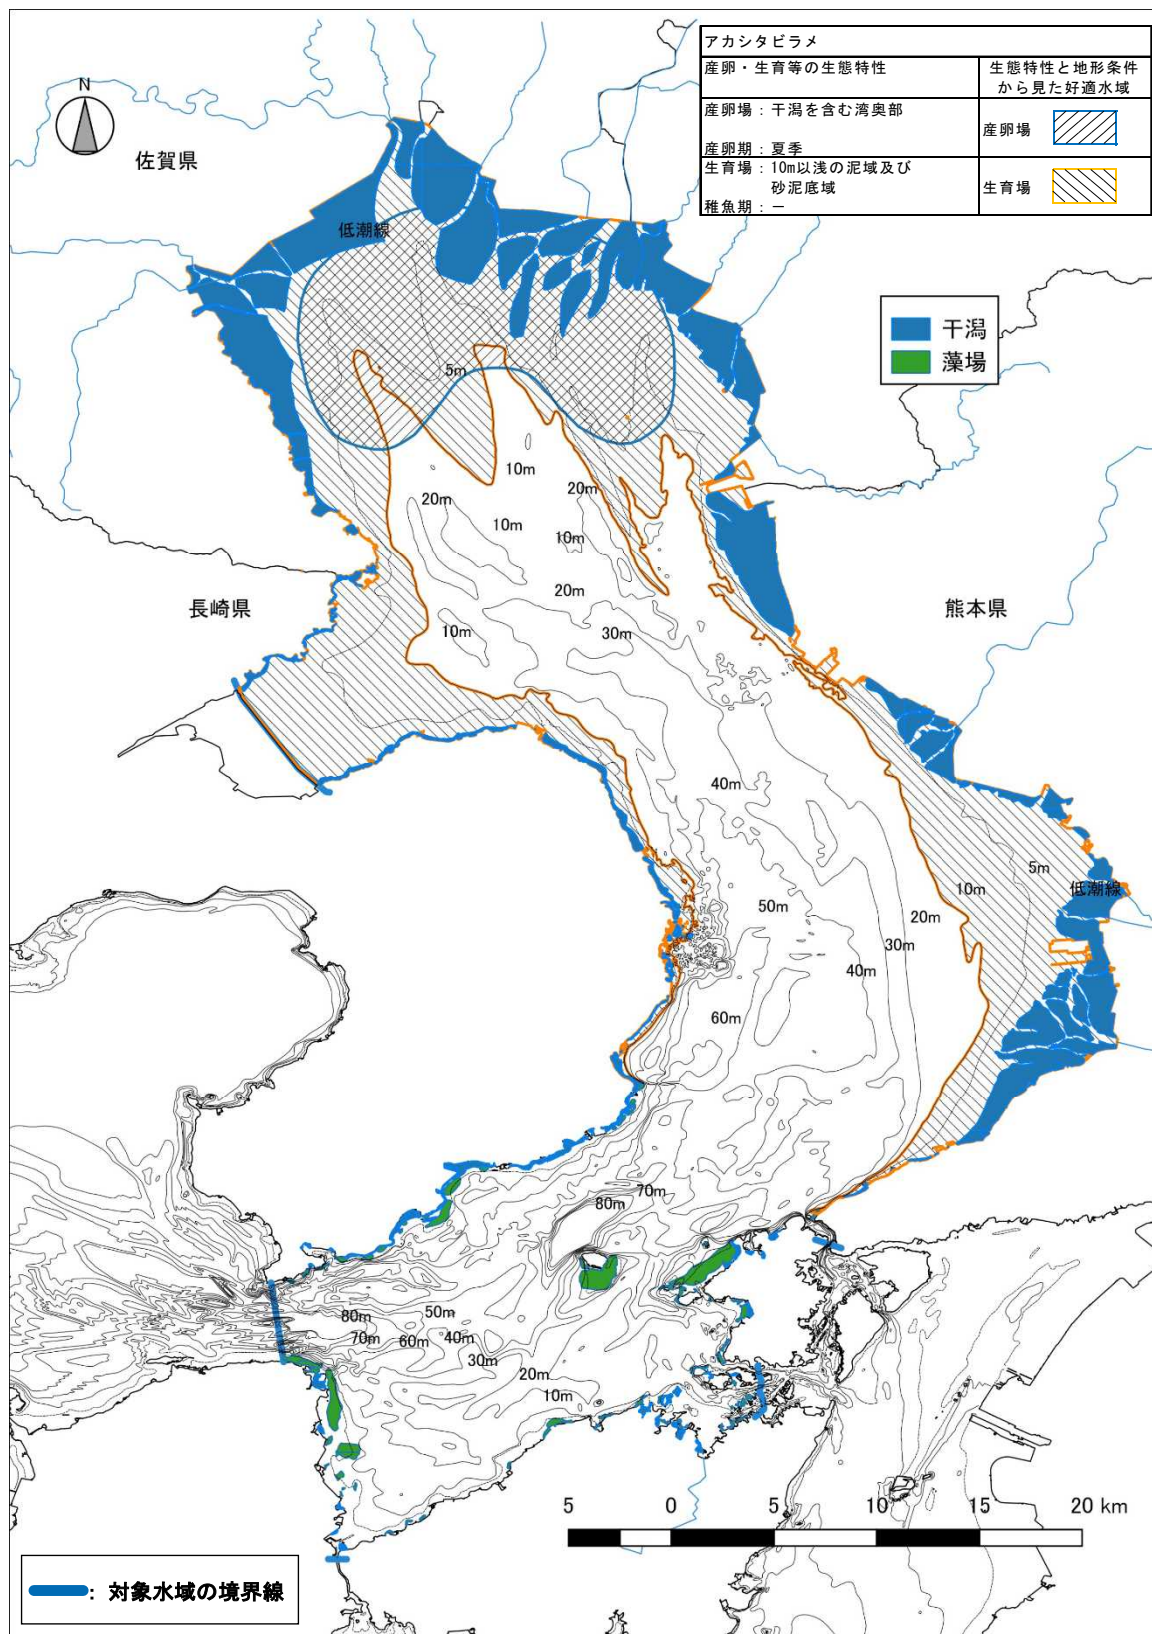 アカシタビラメ
産卵・生育等の生態特性
生態特性と地形条件
から見た好適水域
産卵場：干潟を含む湾奥部
産卵期：夏季
産卵場
生育場：10m以浅の泥域及び
砂泥底域
稚魚期：－
生育場
N
佐賀県
低潮線
干潟
藻場
5m
10m
20m
20m
10m
10m
20m
長崎県
熊本県
10m
30m
40m
5m
10m
低潮線
50m
20m
30m
40m
60m
70m
80m
80m
50m
70m
60m
40m
30m
20m
10m
5 0 5 10 15 20 km
：対象水域の境界線